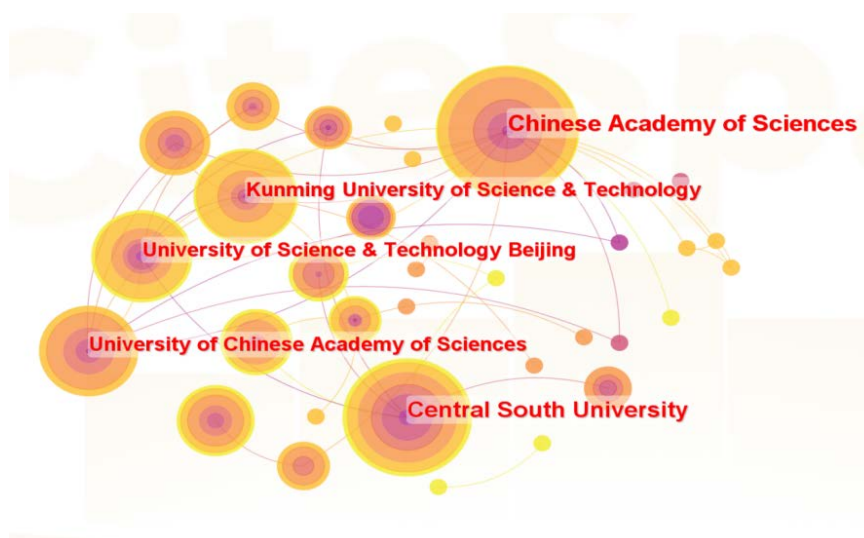 CiteSp
Chinese Academy of Sciences
Kunming University of Science & Technology
University of Science & Technology Beijing
University of Chinese Academy of Sciences
Central South University